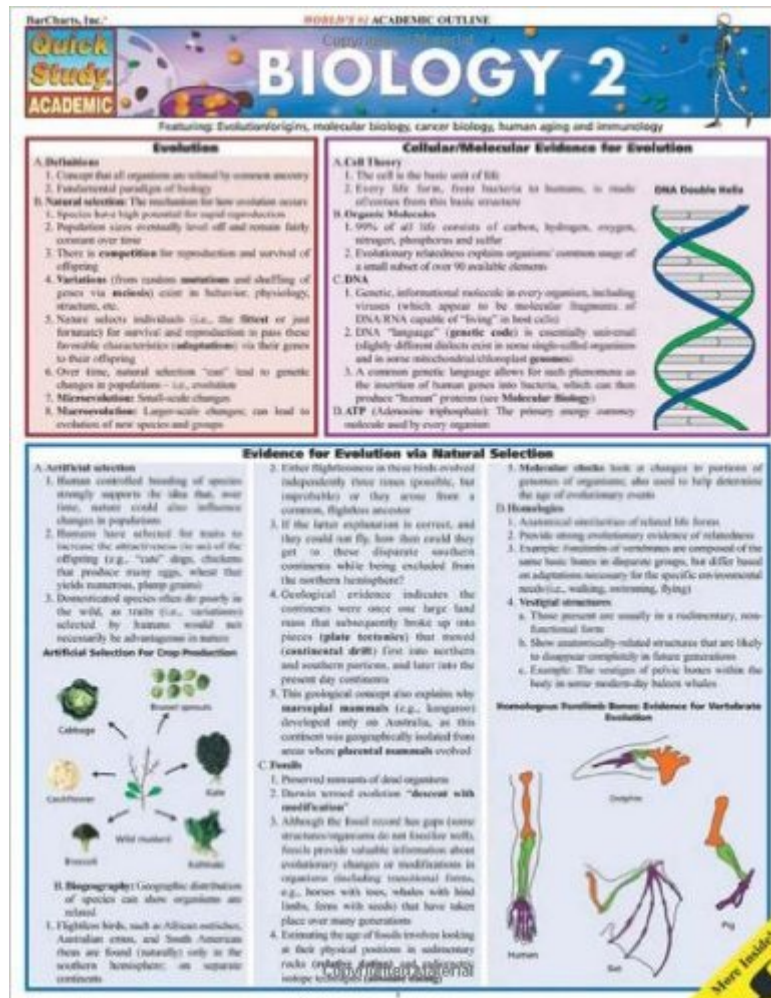 BarCharts, Inc.
WORLD'S #1 ACADEMIC OUTLINE
Quick
Study
ACADEMIC
Copyrighted Material
BIOLOGY 2
Featuring: Evolution/origins, molecular biology, cancer biology, human aging and immunology
Evolution
A. Definitions
1. Concept that all organisms are related by common ancestry
2. Fundamental paradigm of biology
B. Natural selection: The mechanism for how evolution occurs
1. Species have high potential for rapid reproduction
2. Population sizes eventually level off and remain fairly
constant over time
3. There is competition for reproduction and survival of
offspring
4. Variations (from random mutations and shuffling of
genes via meiosis) exist in behavior, physiology,
structure, etc.
5. Nature selects individuals (i.e., the fittest or just
fortunate) for survival and reproduction to pass these
favorable characteristics (adaptations) via their genes
to their offspring
6. Over time, natural selection "can" lead to genetic
changes in populations – i.e., evolution
7. Microevolution: Small-scale changes
8. Macroevolution: Larger-scale changes; can lead to
evolution of new species and groups
Cellular/Molecular Evidence for Evolution
A. Cell Theory
1. The cell is the basic unit of life
2. Every life form, from bacteria to humans, is made
of/comes from this basic structure
B. Organic Molecules
1. 99% of all life consists of carbon, hydrogen, oxygen,
nitrogen, phosphorus and sulfur
2. Evolutionary relatedness explains organisms' common usage of
a small subset of over 90 available elements
C. DNA
1. Genetic, informational molecule in every organism, including
viruses (which appear to be molecular fragments of
DNA/RNA capable of "living" in host cells)
2. DNA "language" (genetic code) is essentially universal
(slightly different dialects exist in some single-celled organisms
and in some mitochondrial/chloroplast genomes)
3. A common genetic language allows for such phenomena as
the insertion of human genes into bacteria, which can then
produce "human" proteins (see Molecular Biology)
D. ATP (Adenosine triphosphate): The primary energy currency
molecule used by every organism
DNA Double Helix
Evidence for Evolution via Natural Selection
A. Artificial selection
1. Human controlled breeding of species
strongly supports the idea that, over
time, nature could also influence
changes in populations
2. Humans have selected for traits to
increase the attractiveness (to us) of the
offspring (e.g., "cute" dogs, chickens
that produce many eggs, wheat that
yields numerous, plump grains)
3. Domesticated species often do poorly in
the wild, as traits (i.e., variations)
selected by humans would not
necessarily be advantageous in nature
Artificial Selection For Crop Production
Brussel sprouts
Cabbage
Kale
Cauliflower
Wild mustard
Broccoli
Kohlrabi
B. Biogeography: Geographic distribution
of species can show organisms are
related
1. Flightless birds, such as African ostriches,
Australian emus, and South American
rheas are found (naturally) only in the
southern hemisphere; on separate
continents
2. Either flightlessness in these birds evolved
independently three times (possible, but
improbable) or they arose from a
common, flightless ancestor
3. If the latter explanation is correct, and
they could not fly, how then could they
get to these disparate southern
continents while being excluded from
the northern hemisphere?
4. Geological evidence indicates the
continents were once one large land
mass that subsequently broke up into
pieces (plate tectonics) that moved
(continental drift) first into northern
and southern portions, and later into the
present day continents
5. This geological concept also explains why
marsupial mammals (e.g., kangaroo)
developed only on Australia, as this
continent was geographically isolated from
areas where placental mammals evolved
C. Fossils
1. Preserved remnants of dead organisms
2. Darwin termed evolution "descent with
modification"
3. Although the fossil record has gaps (some
structures/organisms do not fossilize well),
fossils provide valuable information about
evolutionary changes or modifications in
organisms (including transitional forms,
e.g., horses with toes, whales with hind
limbs, ferns with seeds) that have taken
place over many generations
4. Estimating the age of fossils involves looking
at their physical positions in sedimentary
rocks (relative dating) and radiometric
isotope techniques (absolute dating)
Copyrighted Material
5. Molecular clocks look at changes in portions of
genomes of organisms; also used to help determine
the age of evolutionary events
D. Homologies
1. Anatomical similarities of related life forms
2. Provide strong evolutionary evidence of relatedness
3. Example: Forelimbs of vertebrates are composed of the
same basic bones in disparate groups, but differ based
on adaptations necessary for the specific environmental
needs (i.e., walking, swimming, flying)
4. Vestigial structures
a. Those present are usually in a rudimentary, non-
functional form
b. Show anatomically-related structures that are likely
to disappear completely in future generations
c. Example: The vestiges of pelvic bones within the
body in some modern-day baleen whales
Homologous Forelimb Bones: Evidence for Vertebrate
Evolution
Dolphin
Human
Bat
Pig
More Inside!